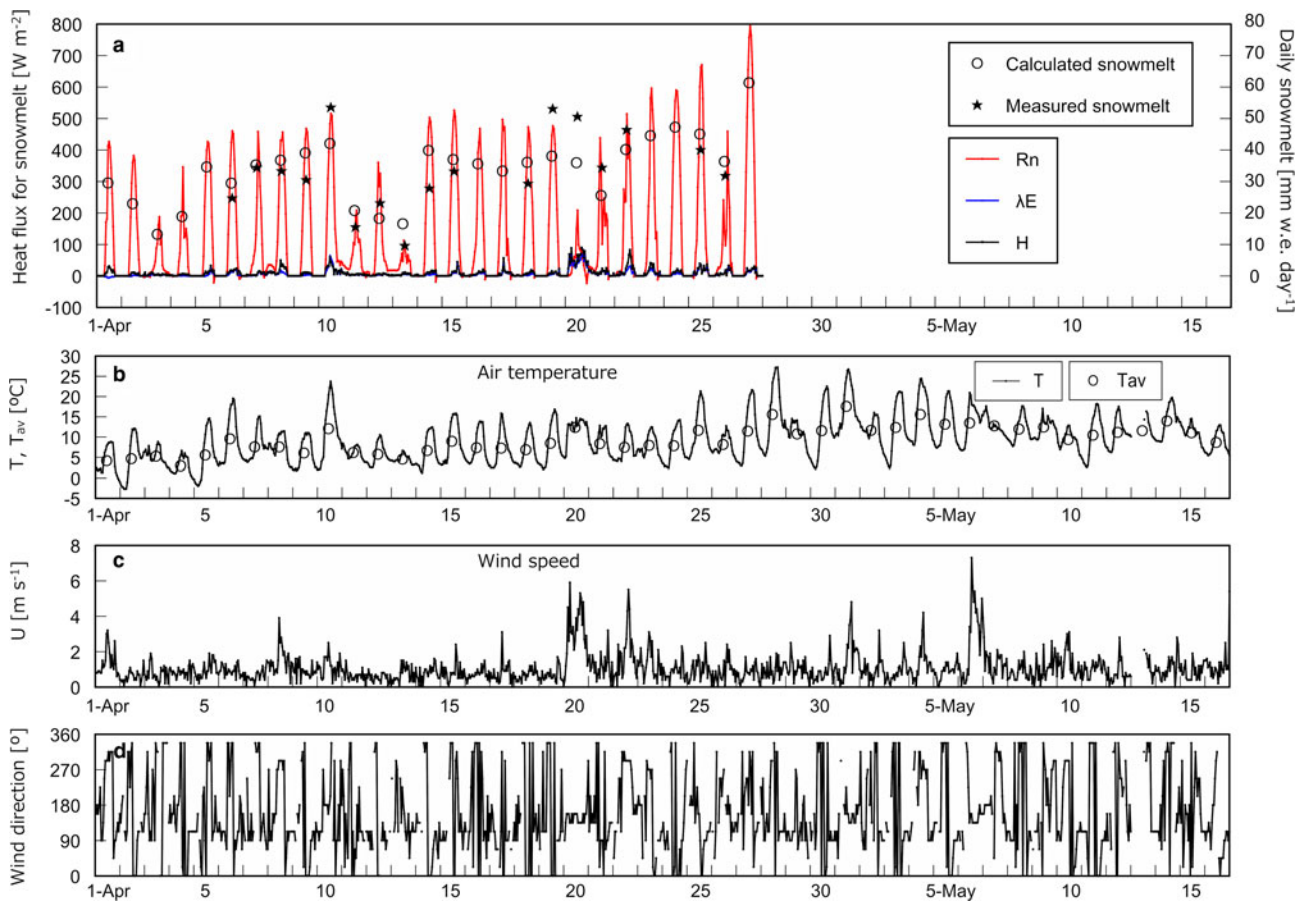 a
Heat flux for snowmelt [W m-2]
800
700
600
500
400
300
200
100
0
-100
80
70
60
50
40
30
20
10
0
Daily snowmelt [mm w.e. day-1]
Calculated snowmelt
Measured snowmelt
Rn
λE
H
1-Apr 5 10 15 20 25 30 5-May 10 15
b
Air temperature
T, Tav [ºC]
30
25
20
15
10
5
0
-5
T
Tav
1-Apr 5 10 15 20 25 30 5-May 10 15
c
Wind speed
U [m s-1]
8
6
4
2
0
1-Apr 5 10 15 20 25 30 5-May 10 15
d
Wind direction [º]
360
270
180
90
0
1-Apr 5 10 15 20 25 30 5-May 10 15